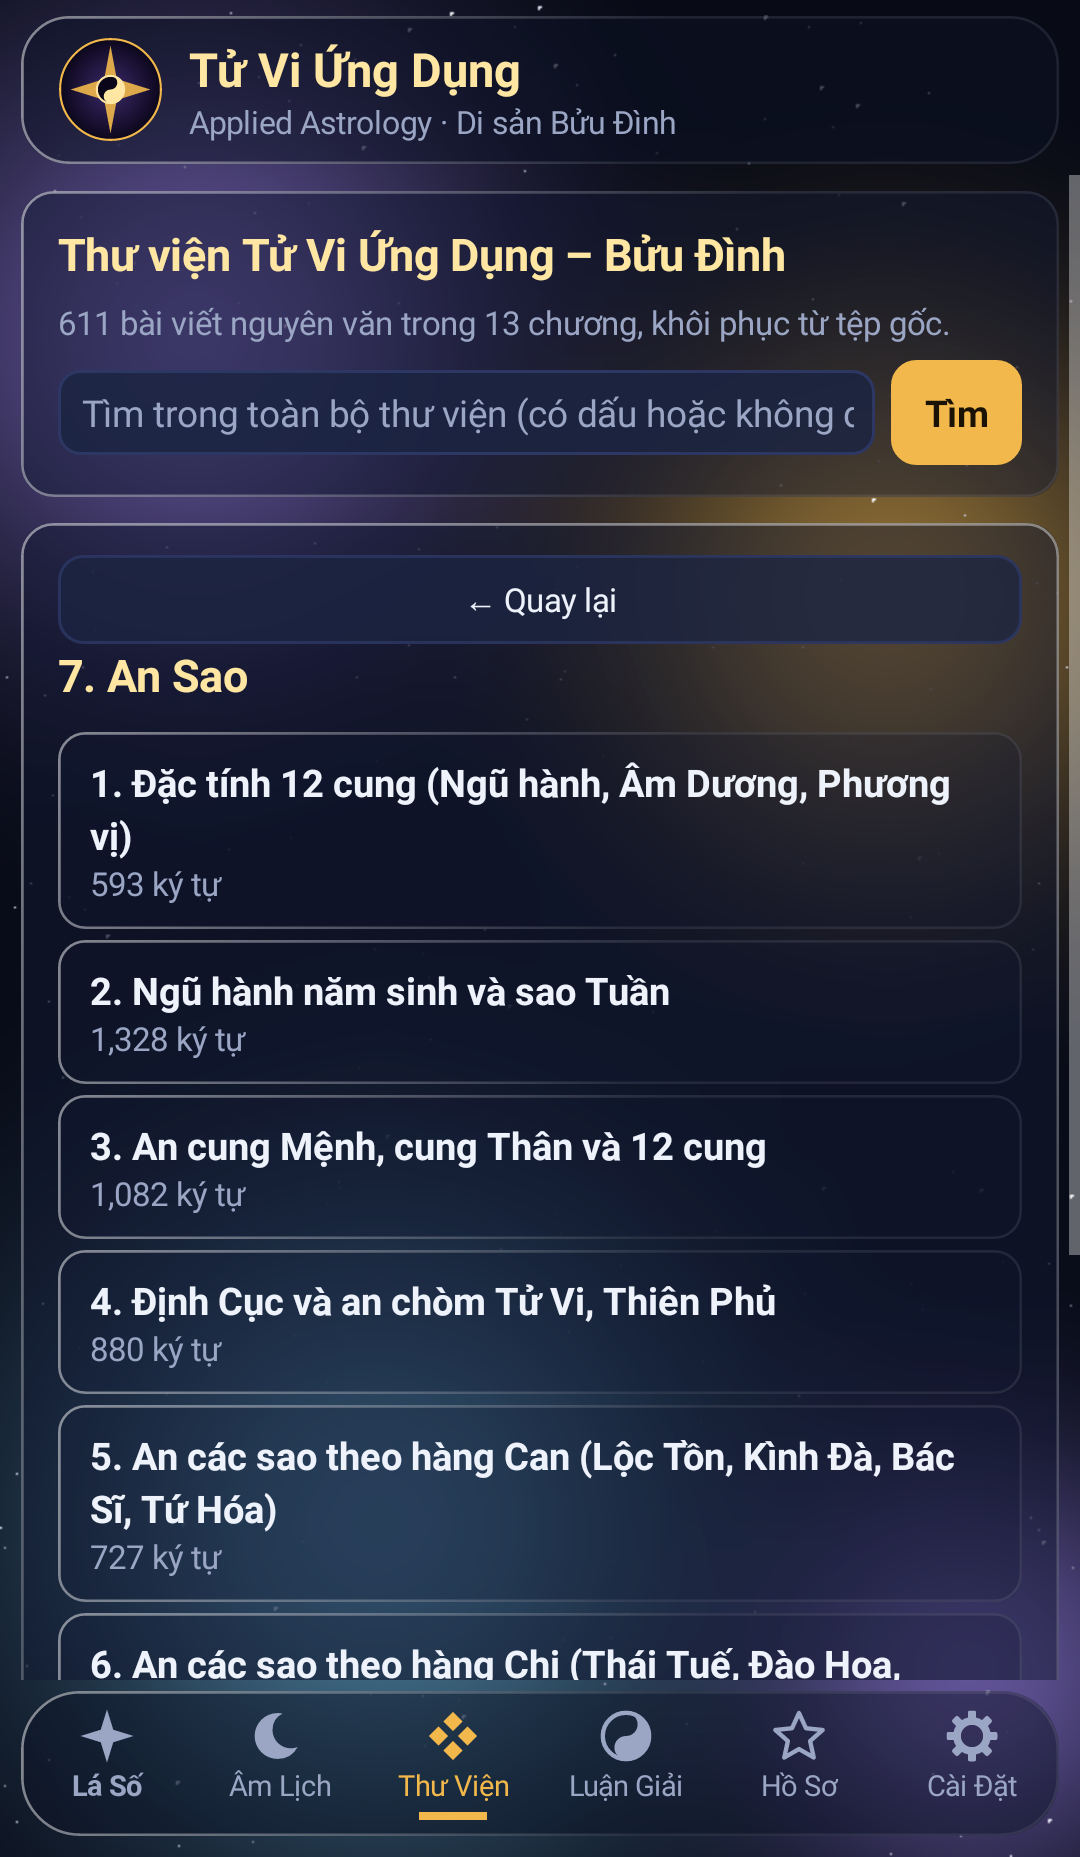 Tử Vi Ứng Dụng
Applied Astrology · Di sản Bửu Đình
Thư viện Tử Vi Ứng Dụng – Bửu Đình
611 bài viết nguyên văn trong 13 chương, khôi phục từ tệp gốc.
Tìm trong toàn bộ thư viện (có dấu hoặc không
Tìm
← Quay lại
7. An Sao
1. Đặc tính 12 cung (Ngũ hành, Âm Dương, Phương
vị)
593 ký tự
2. Ngũ hành năm sinh và sao Tuần
1,328 ký tự
3. An cung Mệnh, cung Thân và 12 cung
1,082 ký tự
4. Định Cục và an chòm Tử Vi, Thiên Phủ
880 ký tự
5. An các sao theo hàng Can (Lộc Tồn, Kình Đà, Bác
Sĩ, Tứ Hóa)
727 ký tự
6. An các sao theo hàng Chi (Thái Tuế, Đào Hoa,
Lá Số
Âm Lịch
Thư Viện
Luận Giải
Hồ Sơ
Cài Đặt